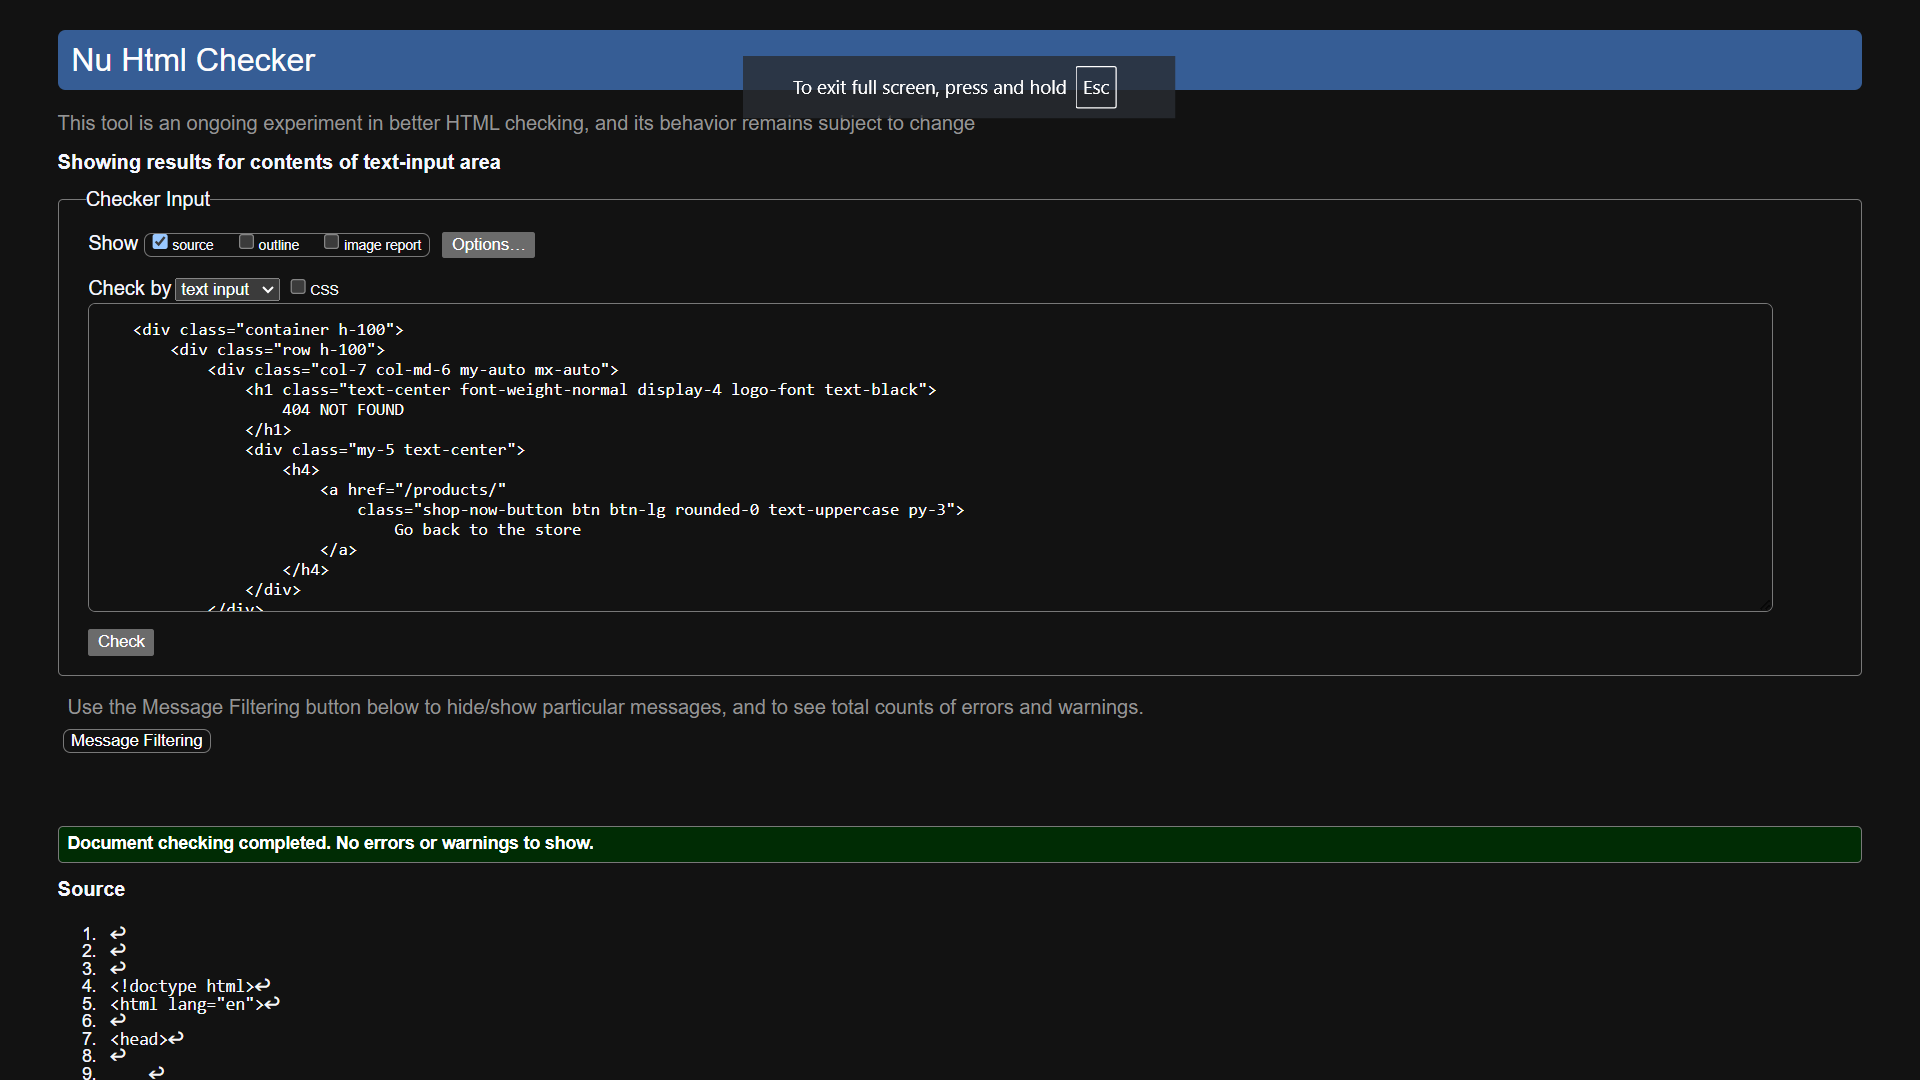 Nu Html Checker
To exit full screen, press and hold Esc
This tool is an ongoing experiment in better HTML checking, and its behavior remains subject to change
Showing results for contents of text-input area
Checker Input
Show source outline image report Options...
Check by text input CSS
<div class="container h-100">
<div class="row h-100">
<div class="col-7 col-md-6 my-auto mx-auto">
<h1 class="text-center font-weight-normal display-4 logo-font text-black">
404 NOT FOUND
</h1>
<div class="my-5 text-center">
<h4>
<a href="/products/"
class="shop-now-button btn btn-lg rounded-0 text-uppercase py-3">
Go back to the store
</a>
</h4>
</div>
</div>
Check
Use the Message Filtering button below to hide/show particular messages, and to see total counts of errors and warnings.
Message Filtering
Document checking completed. No errors or warnings to show.
Source
1. ↩
2. ↩
3. ↩
4. <!doctype html>↩
5. <html lang="en">↩
6. ↩
7. <head>↩
8. ↩
9. ↩